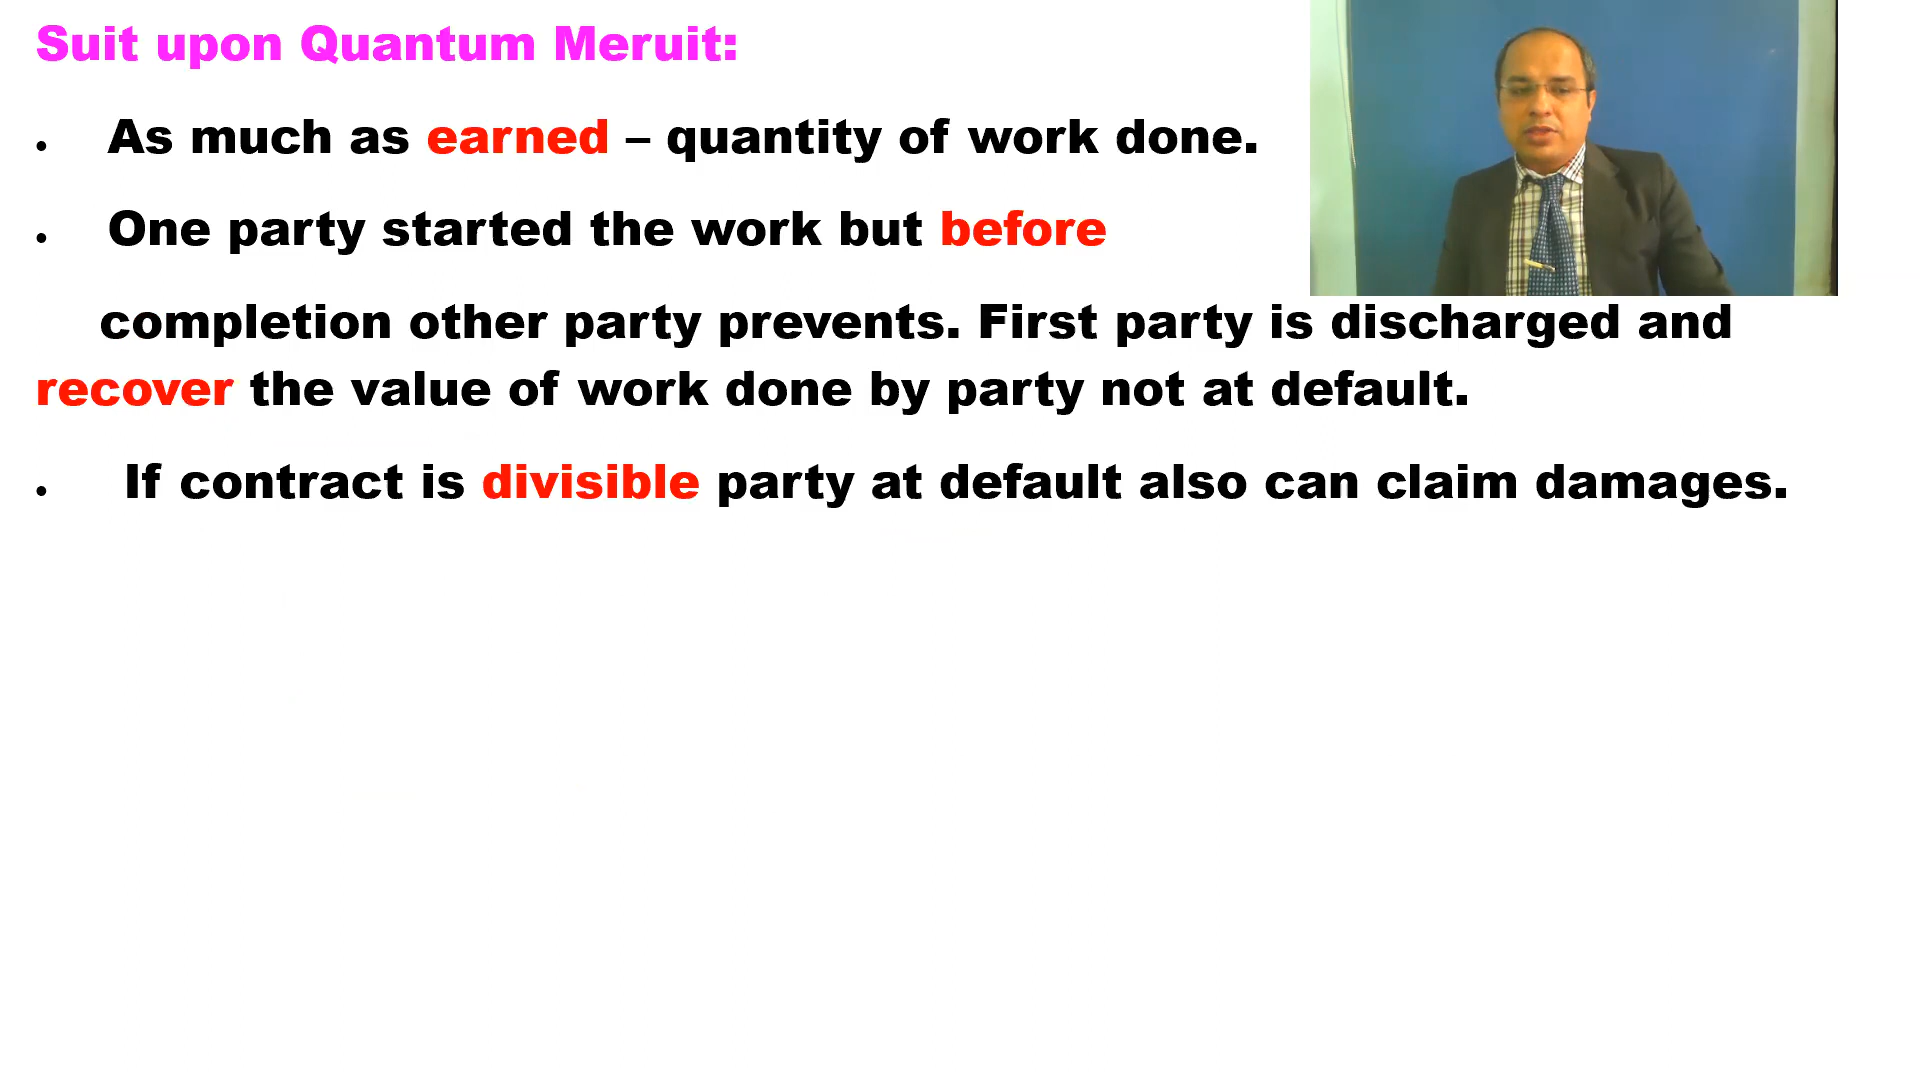 Suit upon Quantum Meruit:
• As much as earned – quantity of work done.
• One party started the work but before
completion other party prevents. First party is discharged and
recover the value of work done by party not at default.
• If contract is divisible party at default also can claim damages.